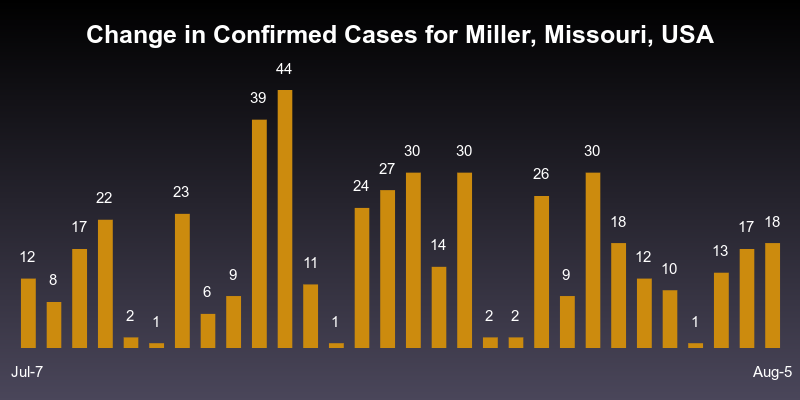 Change in Confirmed Cases for Miller, Missouri, USA
12 8 17 22 2 1 23 6 9 39 44 11 1 24 27 30 14 30 2 2 26 9 30 18 12 10 1 13 17 18
Jul-7 Aug-5